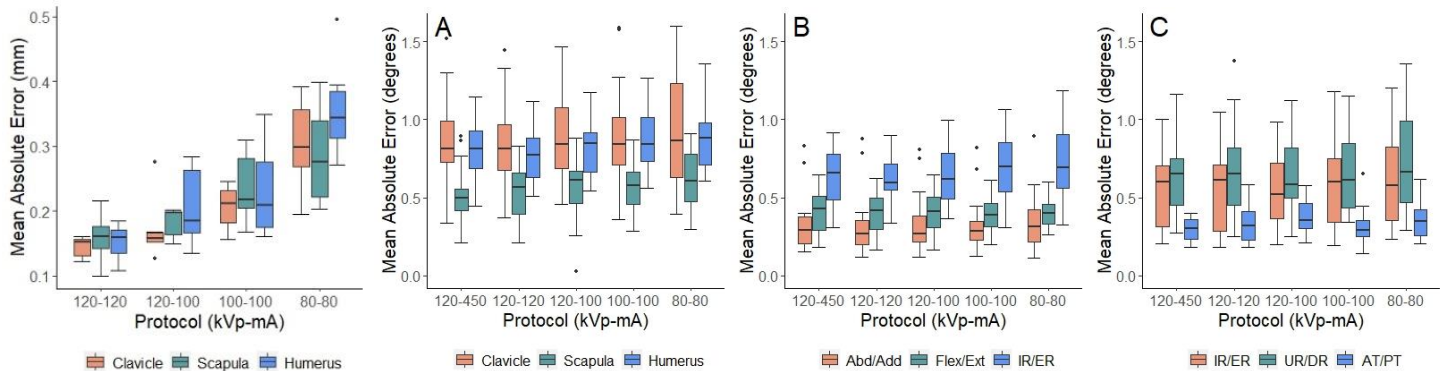 Mean Absolute Error (mm)
0.5
0.4
0.3
0.2
0.1
120-120 120-100 100-100 80-80
Protocol (kVp-mA)
Clavicle Scapula Humerus
A
Mean Absolute Error (degrees)
1.5
1.0
0.5
0.0
120-450 120-120 120-100 100-100 80-80
Protocol (kVp-mA)
Clavicle Scapula Humerus
B
Mean Absolute Error (degrees)
1.5
1.0
0.5
0.0
120-450 120-120 120-100 100-100 80-80
Protocol (kVp-mA)
Abd/Add Flex/Ext IR/ER
C
Mean Absolute Error (degrees)
1.5
1.0
0.5
0.0
120-450 120-120 120-100 100-100 80-80
Protocol (kVp-mA)
IR/ER UR/DR AT/PT